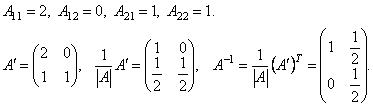 A₁₁ = 2, A₁₂ = 0, A₂₁ = 1, A₂₂ = 1.
A' = (2 0; 1 1), 1/|A| A' = (1 0; 1/2 1/2), A⁻¹ = 1/|A| (A')ᵀ = (1 1/2; 0 1/2).